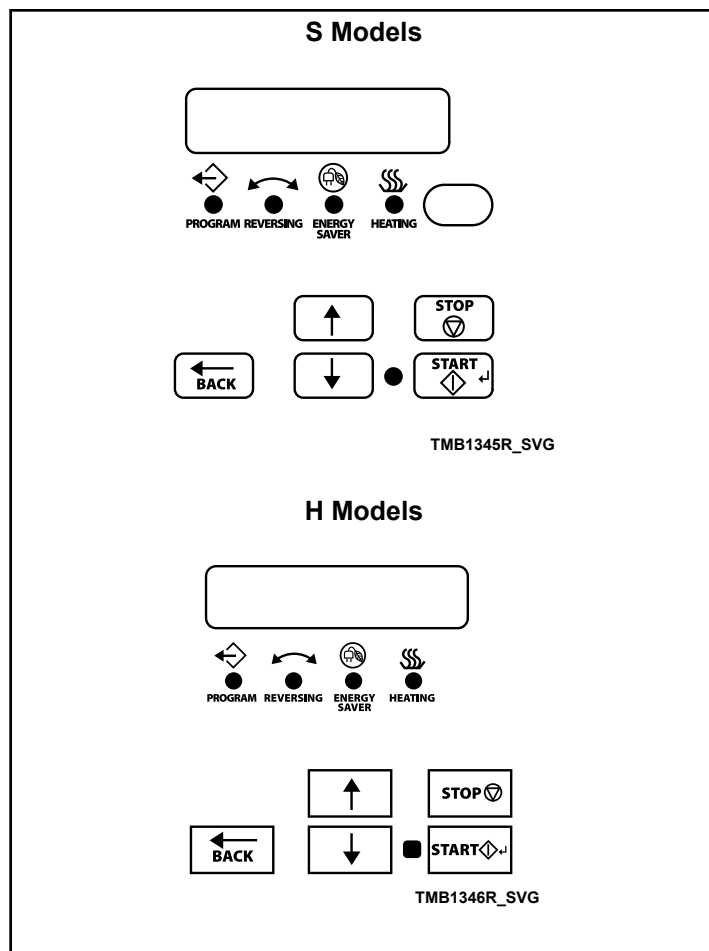 S Models
PROGRAM REVERSING ENERGY SAVER HEATING
STOP
BACK
START
TMB1345R_SVG
H Models
PROGRAM REVERSING ENERGY SAVER HEATING
STOP
BACK
START
TMB1346R_SVG